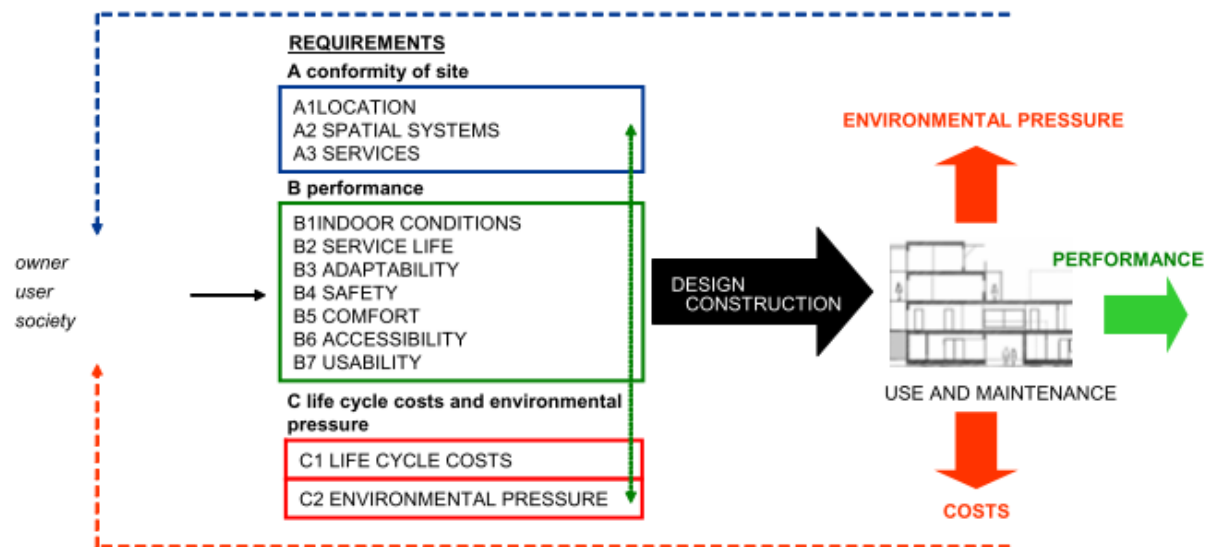 REQUIREMENTS
A conformity of site
A1LOCATION
A2 SPATIAL SYSTEMS
A3 SERVICES
B performance
B1INDOOR CONDITIONS
B2 SERVICE LIFE
B3 ADAPTABILITY
B4 SAFETY
B5 COMFORT
B6 ACCESSIBILITY
B7 USABILITY
C life cycle costs and environmental
pressure
C1 LIFE CYCLE COSTS
C2 ENVIRONMENTAL PRESSURE
owner
user
society
DESIGN
CONSTRUCTION
ENVIRONMENTAL PRESSURE
PERFORMANCE
USE AND MAINTENANCE
COSTS